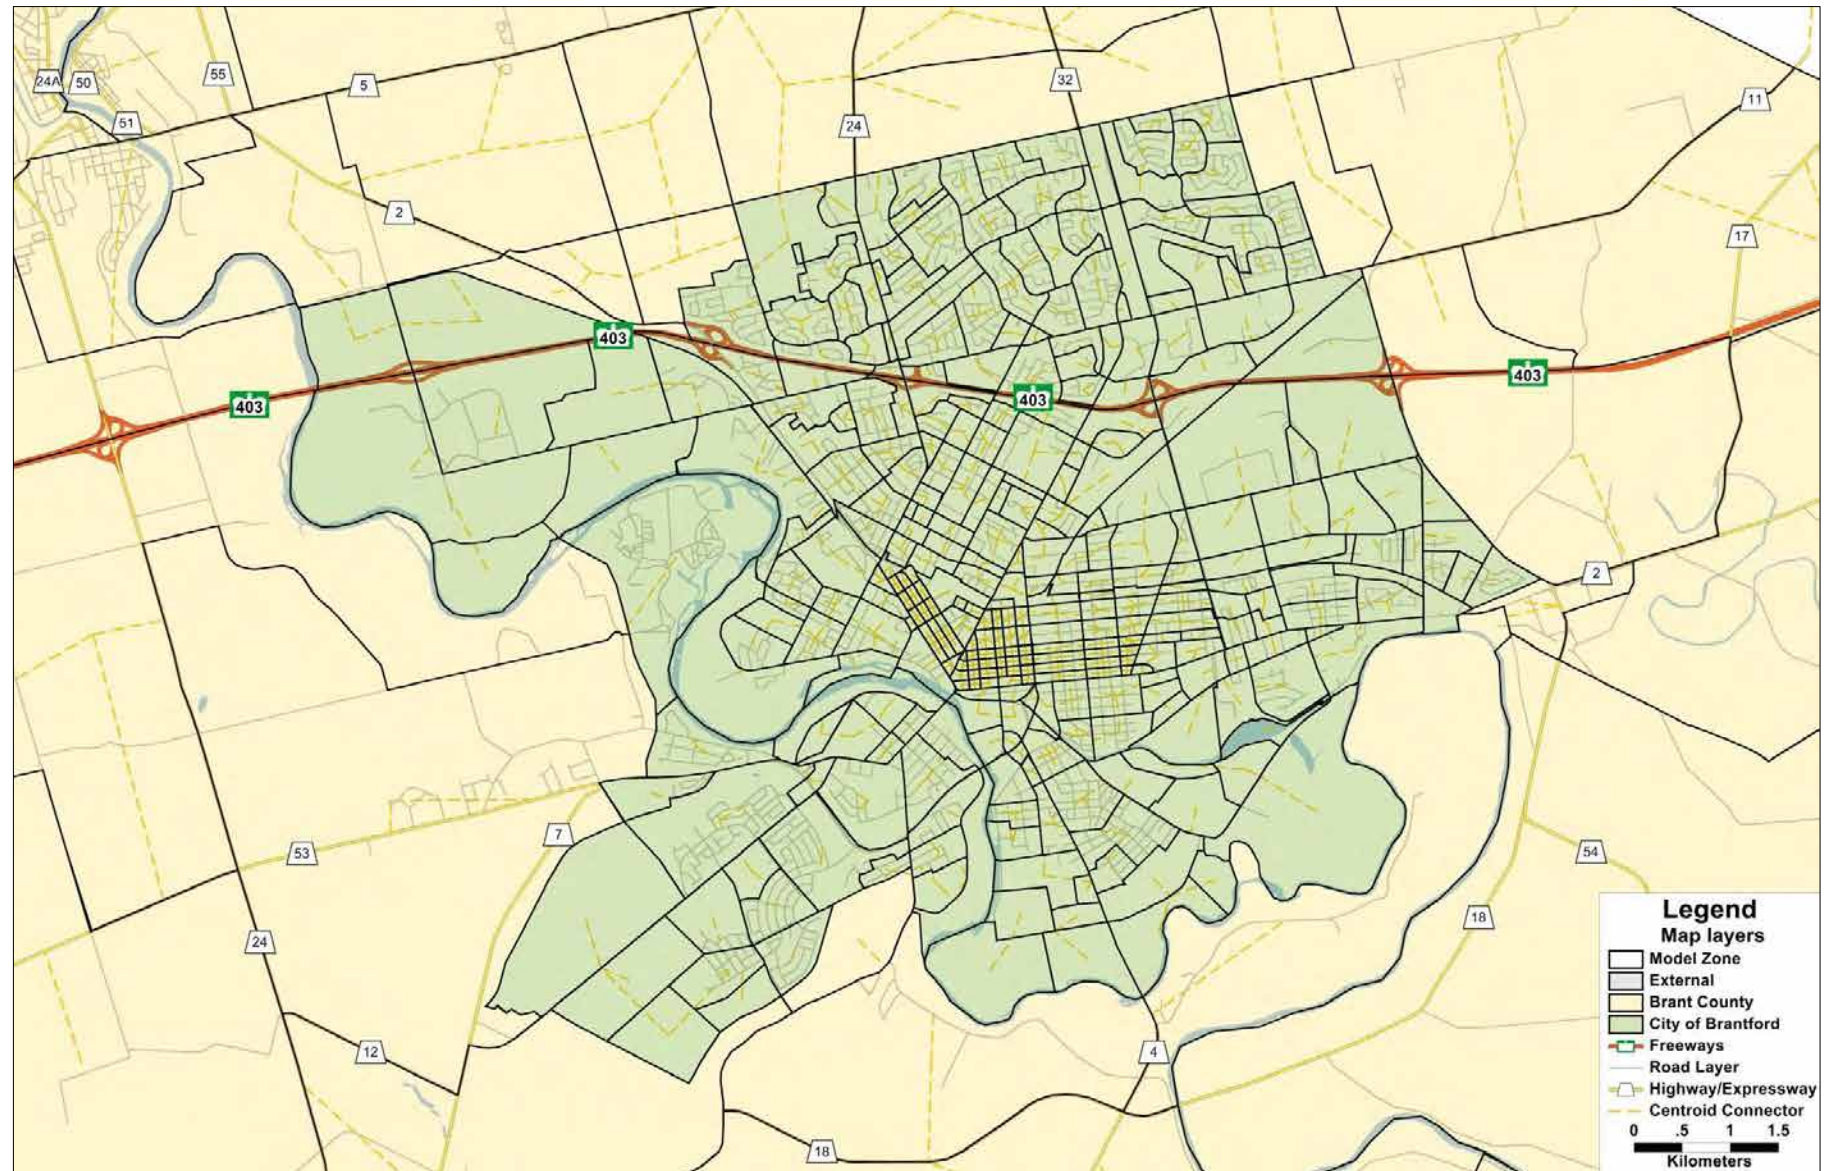 24A
50
55
5
51
24
32
11
2
17
403
403
403
403
2
7
53
54
24
18
12
4
18
Legend
Map layers
Model Zone
External
Brant County
City of Brantford
Freeways
Road Layer
Highway/Expressway
Centroid Connector
0 .5 1 1.5
Kilometers